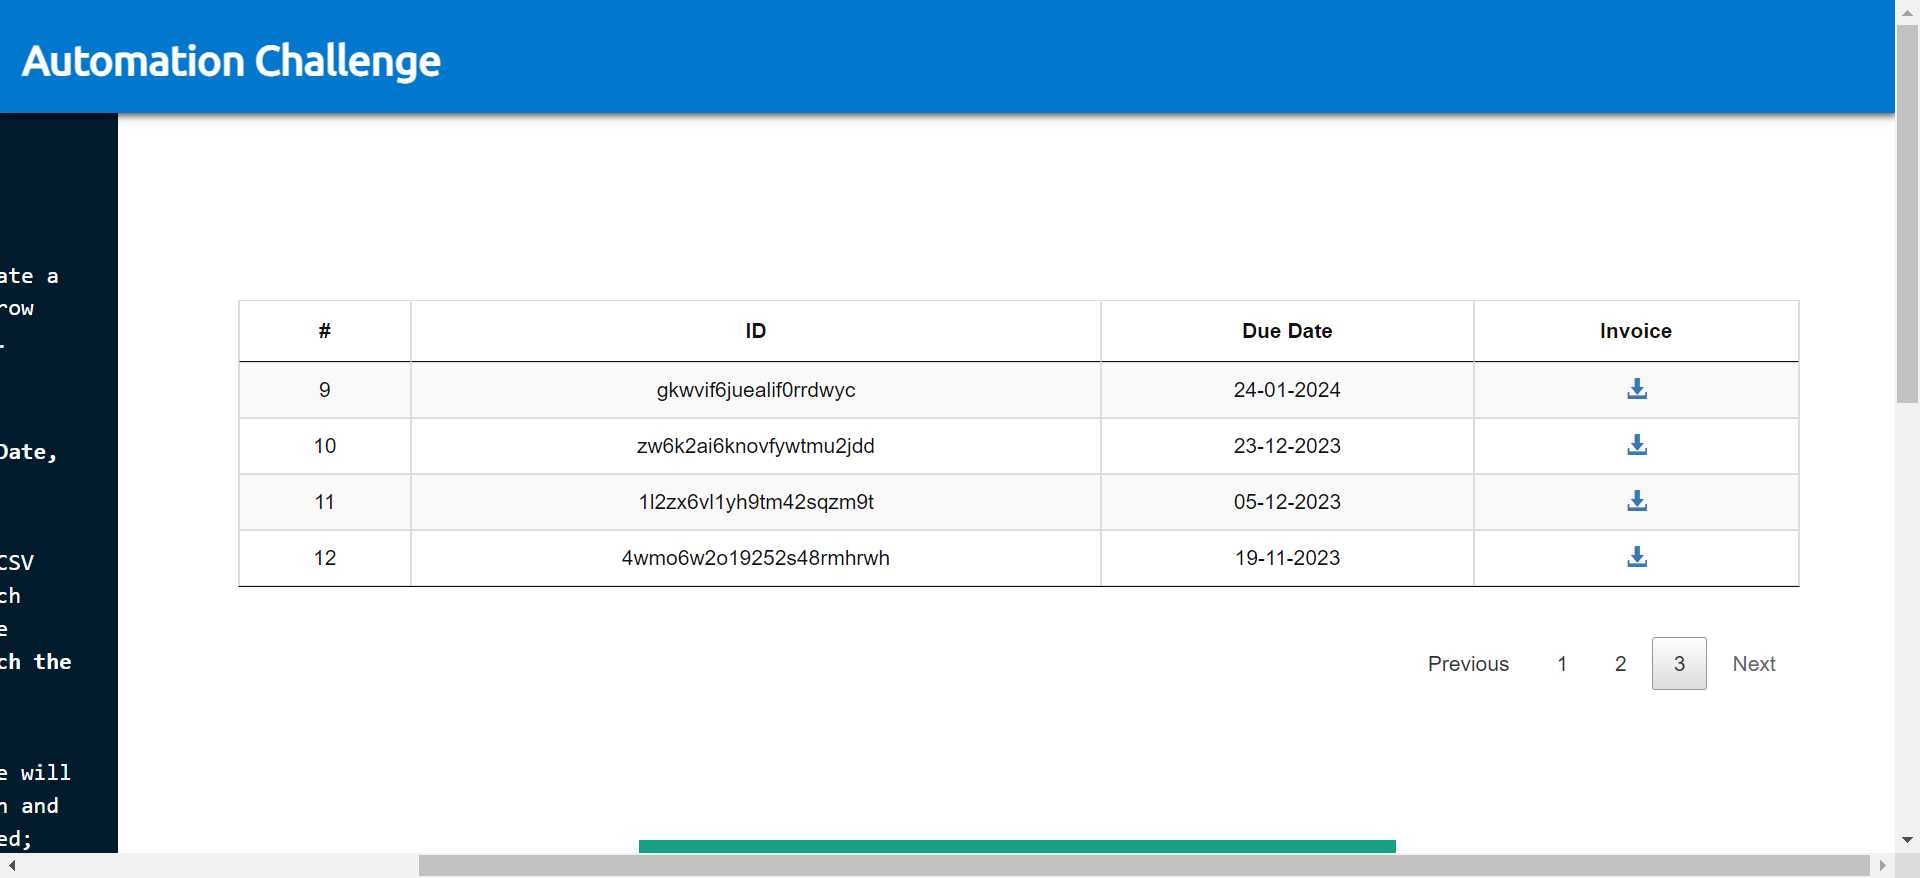 Automation Challenge
ate a
row
Date,
CSV
ch
e
ch the
e will
n and
ed;
# ID Due Date Invoice
9 gkwvif6juealif0rrdwyc 24-01-2024
10 zw6k2ai6knovfywtmu2jdd 23-12-2023
11 1l2zx6vl1yh9tm42sqzm9t 05-12-2023
12 4wmo6w2o19252s48rmhrwh 19-11-2023
Previous 1 2 3 Next